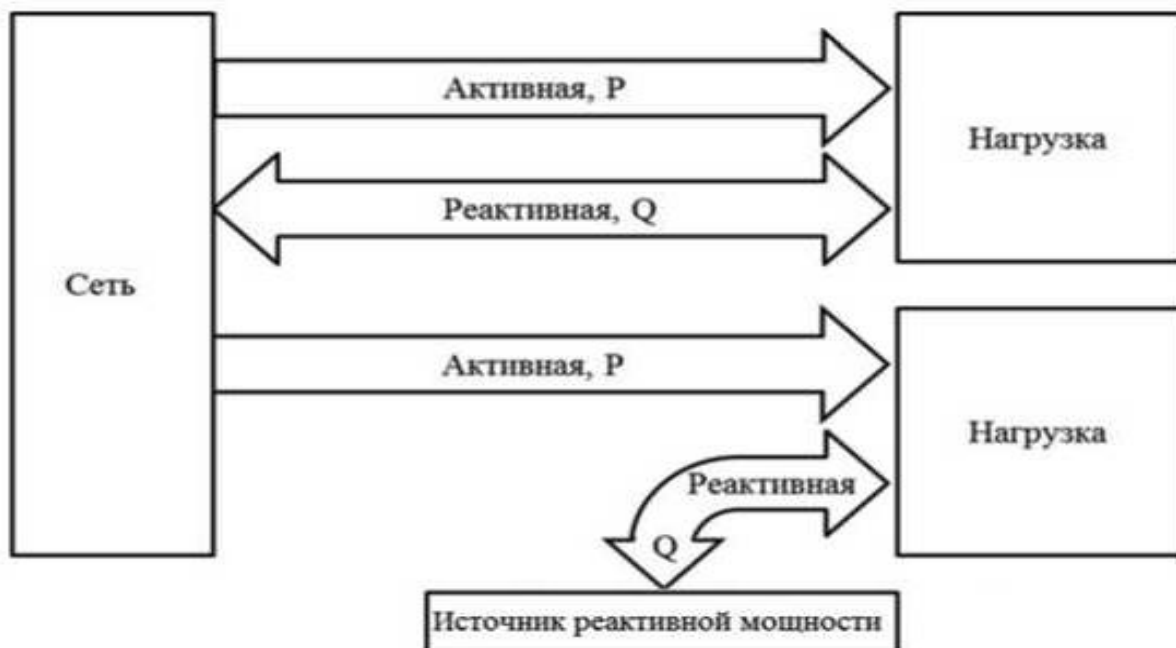 Активная, P
Нагрузка
Реактивная, Q
Сеть
Активная, P
Нагрузка
Реактивная
Q
Источник реактивной мощности